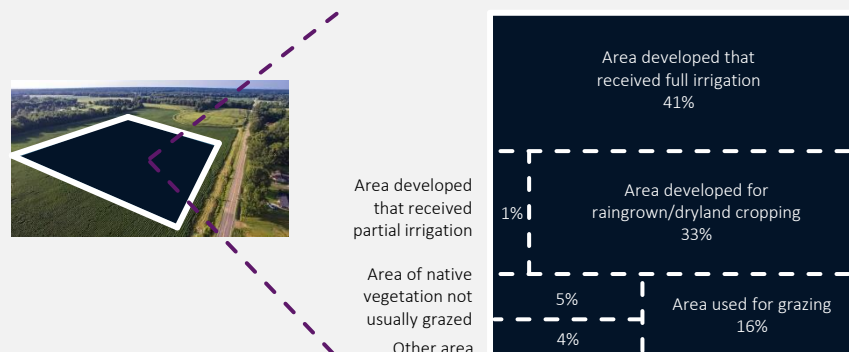 Area developed that
received full irrigation
41%
Area developed
that received
partial irrigation
1%
Area developed for
raingrown/dryland cropping
33%
Area of native
vegetation not
usually grazed
5%
Area used for grazing
16%
Other area
4%